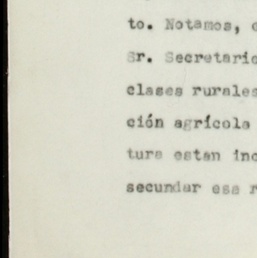 to. Notamos, 
Sr. Secretario
clases rurales
ción agrícola
tura estan inc
secundar esa r